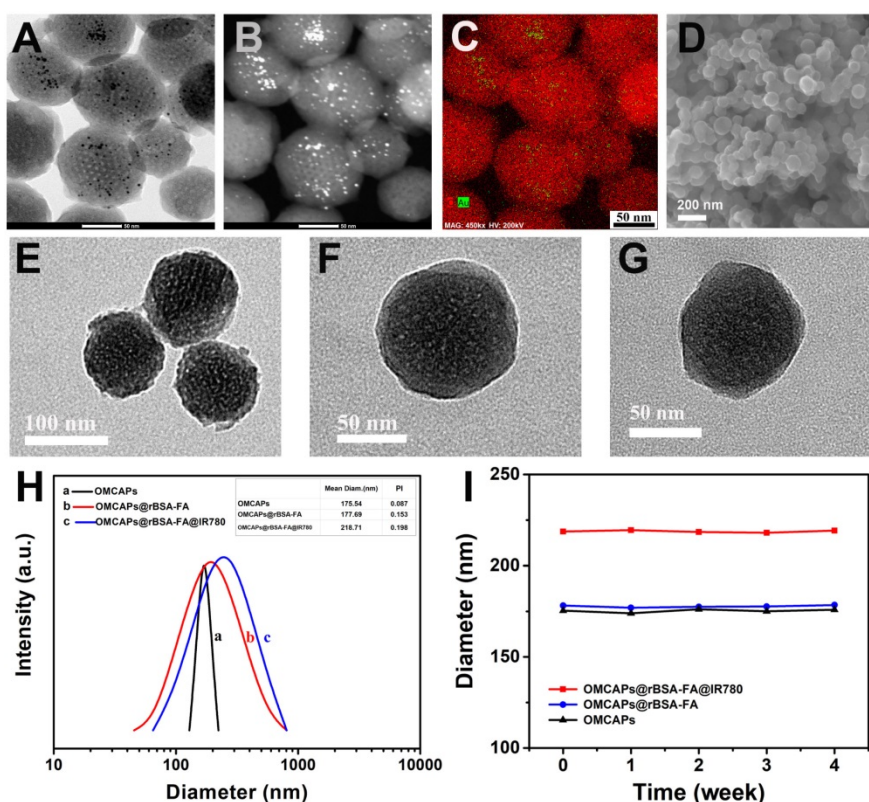 A
50 nm
B
50 nm
C
Au
MAG: 450kx HV: 200kV
50 nm
D
200 nm
E
100 nm
F
50 nm
G
50 nm
H
a OMCAPs
b OMCAPs@rBSA-FA
c OMCAPs@rBSA-FA@IR780
Mean Diam.(nm) PI
OMCAPs 175.54 0.087
OMCAPs@rBSA-FA 177.69 0.153
OMCAPs@rBSA-FA@IR780 218.71 0.198
a b c
Intensity (a.u.)
10 100 1000 10000
Diameter (nm)
I
250
200
150
100
Diameter (nm)
OMCAPs@rBSA-FA@IR780
OMCAPs@rBSA-FA
OMCAPs
0 1 2 3 4
Time (week)